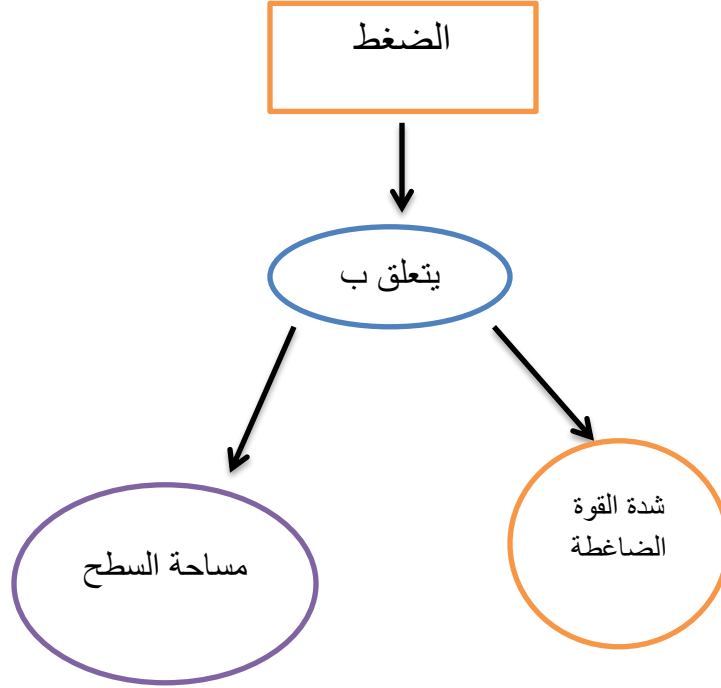 الضغط
يتعلق ب
شدة القوة
الضاغطة
مساحة السطح